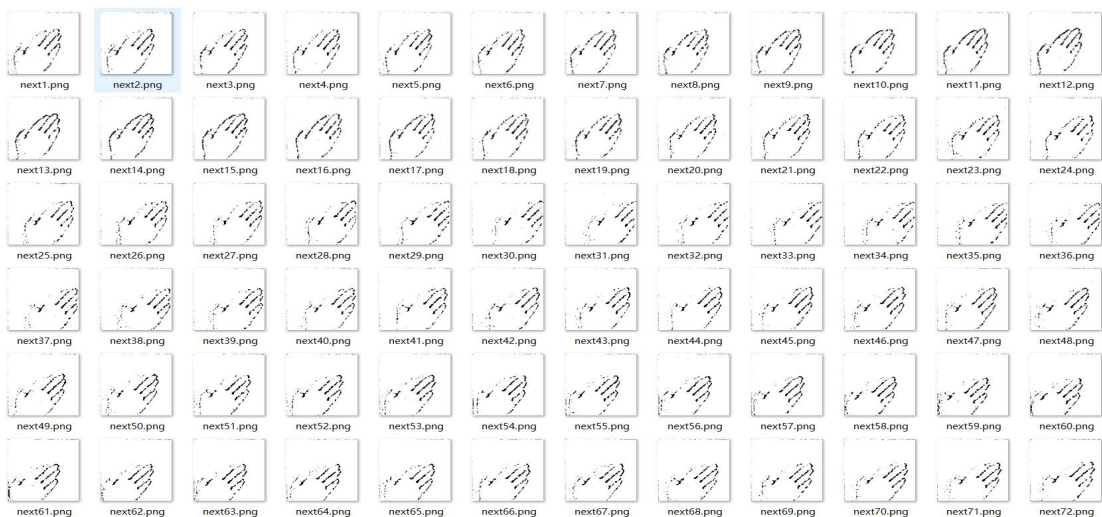 next1.png next2.png next3.png next4.png next5.png next6.png next7.png next8.png next9.png next10.png next11.png next12.png
next13.png next14.png next15.png next16.png next17.png next18.png next19.png next20.png next21.png next22.png next23.png next24.png
next25.png next26.png next27.png next28.png next29.png next30.png next31.png next32.png next33.png next34.png next35.png next36.png
next37.png next38.png next39.png next40.png next41.png next42.png next43.png next44.png next45.png next46.png next47.png next48.png
next49.png next50.png next51.png next52.png next53.png next54.png next55.png next56.png next57.png next58.png next59.png next60.png
next61.png next62.png next63.png next64.png next65.png next66.png next67.png next68.png next69.png next70.png next71.png next72.png